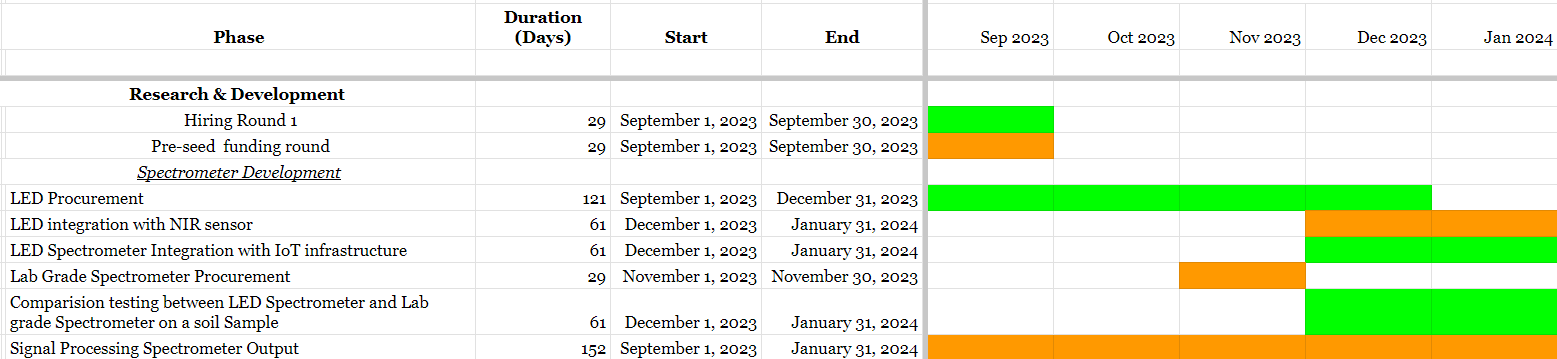 Phase Duration (Days) Start End Sep 2023 Oct 2023 Nov 2023 Dec 2023 Jan 2024
Research & Development
Hiring Round 1 29 September 1, 2023 September 30, 2023
Pre-seed funding round 29 September 1, 2023 September 30, 2023
Spectrometer Development
LED Procurement 121 September 1, 2023 December 31, 2023
LED integration with NIR sensor 61 December 1, 2023 January 31, 2024
LED Spectrometer Integration with IoT infrastructure 61 December 1, 2023 January 31, 2024
Lab Grade Spectrometer Procurement 29 November 1, 2023 November 30, 2023
Comparision testing between LED Spectrometer and Lab
grade Spectrometer on a soil Sample 61 December 1, 2023 January 31, 2024
Signal Processing Spectrometer Output 152 September 1, 2023 January 31, 2024